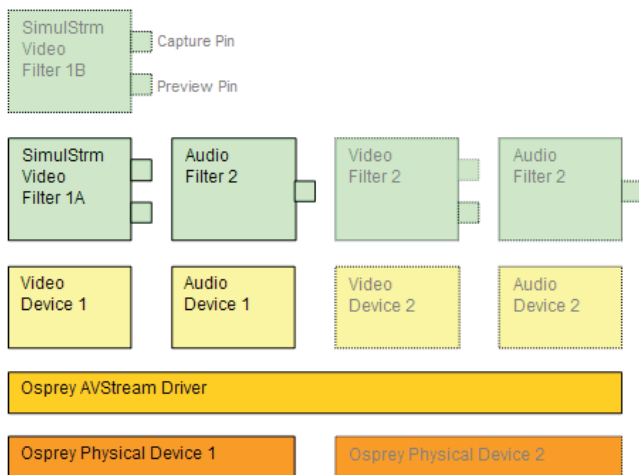 SimulStrm
Video
Filter 1B
Capture Pin
Preview Pin
SimulStrm
Video
Filter 1A
Audio
Filter 2
Video
Filter 2
Audio
Filter 2
Video
Device 1
Audio
Device 1
Video
Device 2
Audio
Device 2
Osprey AVStream Driver
Osprey Physical Device 1
Osprey Physical Device 2